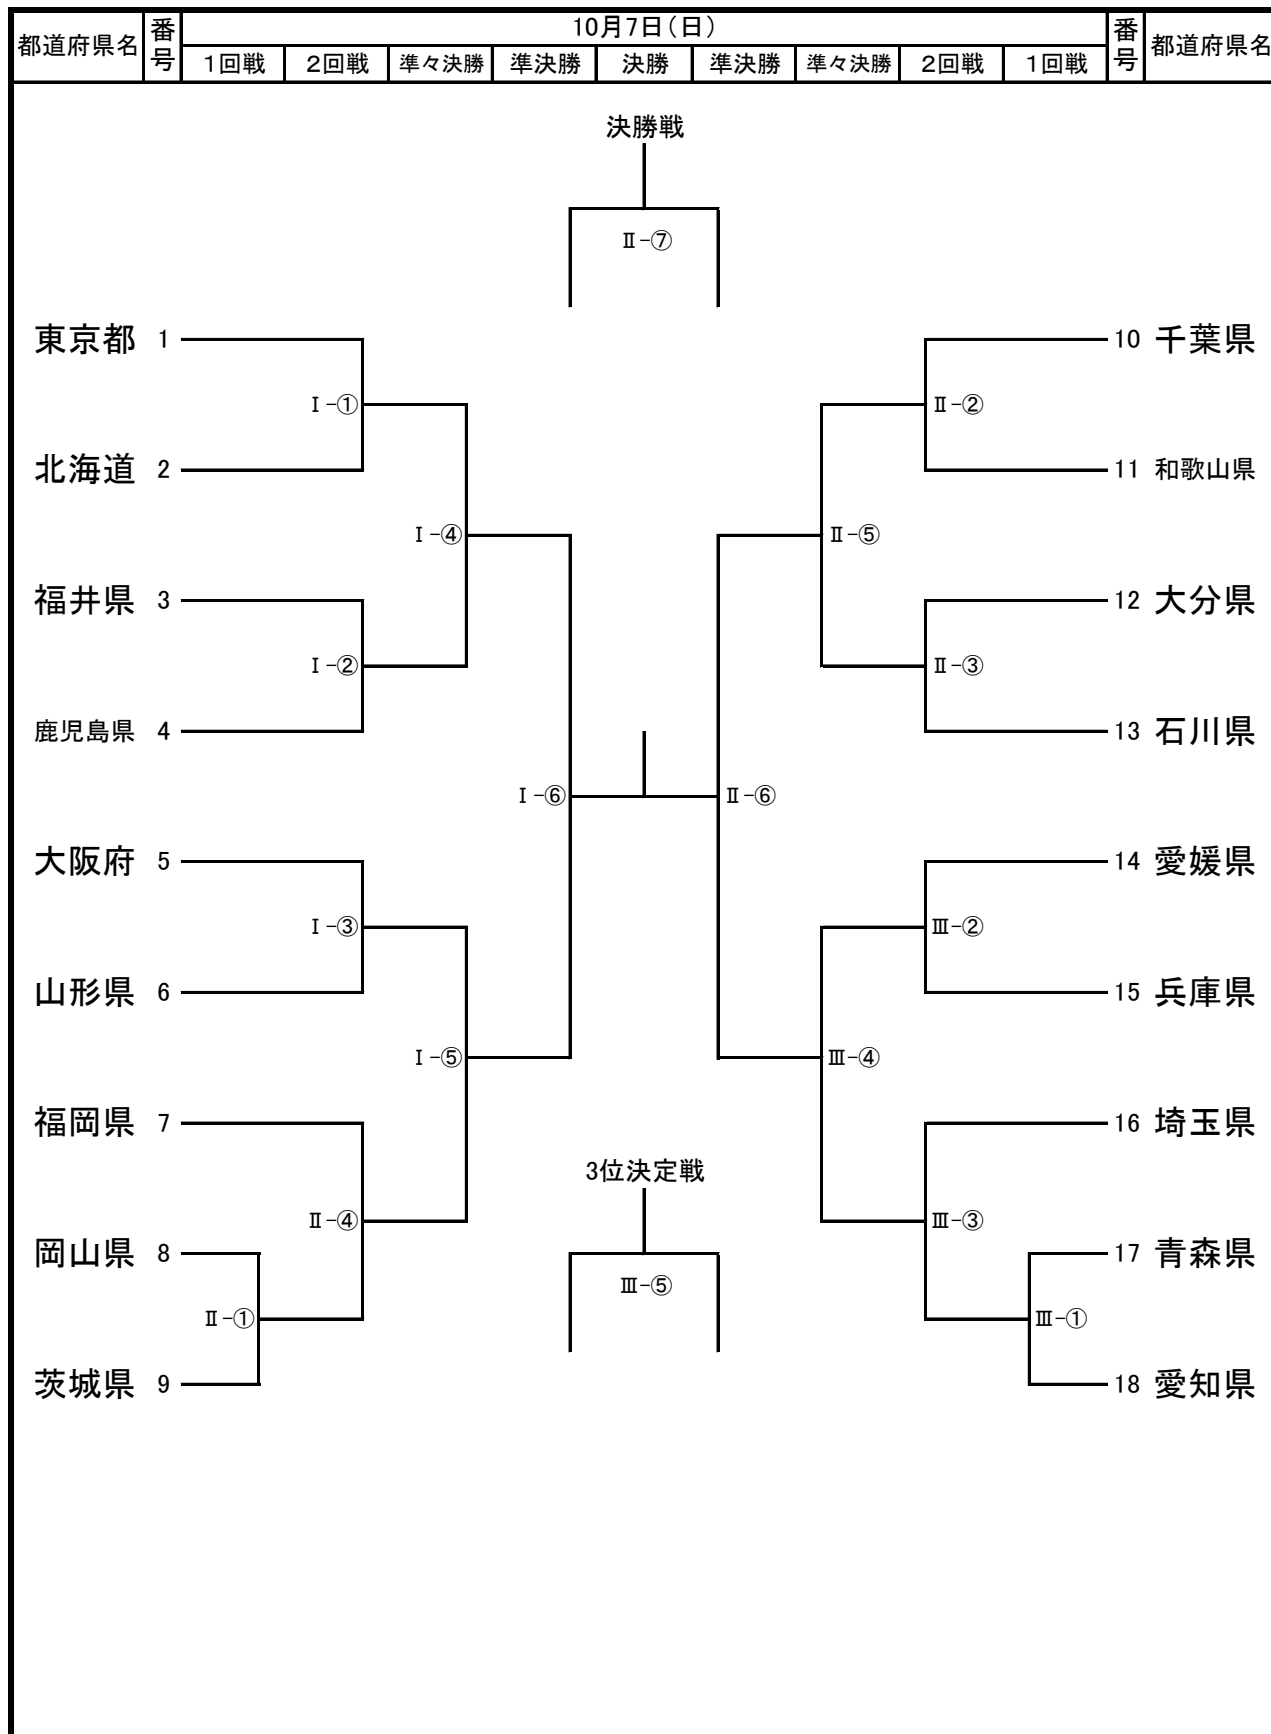 都道府県名 番号 10月7日(日) 番号 都道府県名
1回戦 2回戦 準々決勝 準決勝 決勝 準決勝 準々決勝 2回戦 1回戦
決勝戦
Ⅱ-⑦
東京都 1 10 千葉県
Ⅰ-① Ⅱ-②
北海道 2 11 和歌山県
Ⅰ-④ Ⅱ-⑤
福井県 3 12 大分県
Ⅰ-② Ⅱ-③
鹿児島県 4 13 石川県
Ⅰ-⑥ Ⅱ-⑥
大阪府 5 14 愛媛県
Ⅰ-③ Ⅲ-②
山形県 6 15 兵庫県
Ⅰ-⑤ Ⅲ-④
福岡県 7 16 埼玉県
3位決定戦
Ⅱ-④ Ⅲ-③
岡山県 8 17 青森県
Ⅲ-⑤
Ⅱ-① Ⅲ-①
茨城県 9 18 愛知県